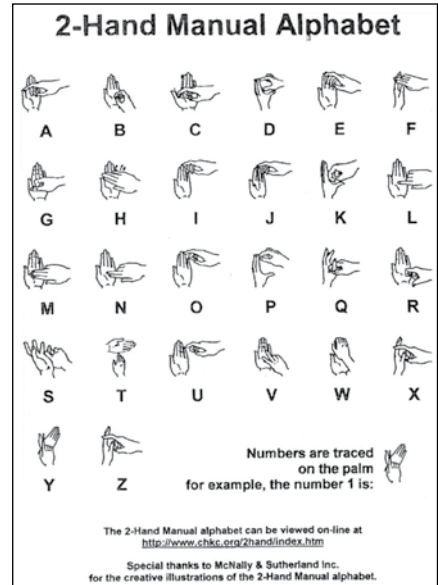 2-Hand Manual Alphabet
A B C D E F
G H I J K L
M N O P Q R
S T U V W X
Y Z
Numbers are traced
on the palm
for example, the number 1 is:
The 2-Hand Manual alphabet can be viewed on-line at
http://www.chkc.org/2hand/index.htm
Special thanks to McNally & Sutherland Inc.
for the creative illustrations of the 2-Hand Manual alphabet.